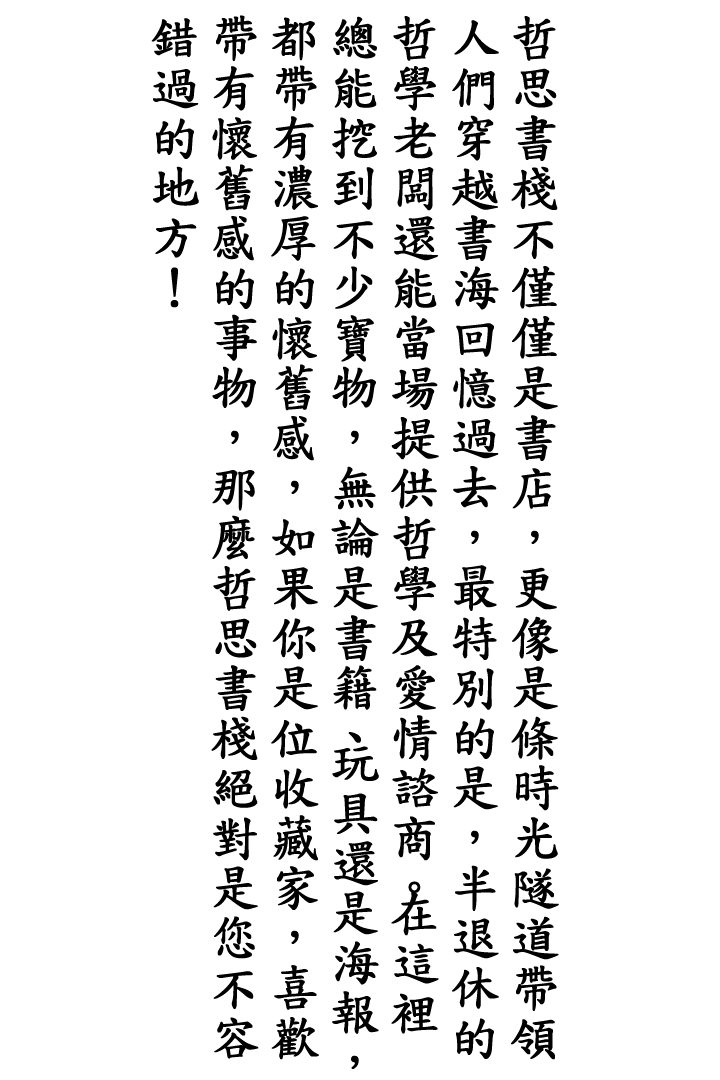 哲思書棧不僅僅是書店，更像是條時光隧道帶領
人們穿越書海回憶過去，最特別的是，半退休的
哲學老闆還能當場提供哲學及愛情諮商。在這裡
總能挖到不少寶物，無論是書籍、玩具還是海報，
都帶有濃厚的懷舊感，如果你是位收藏家，喜歡
帶有懷舊感的事物，那麼哲思書棧絕對是您不容
錯過的地方！